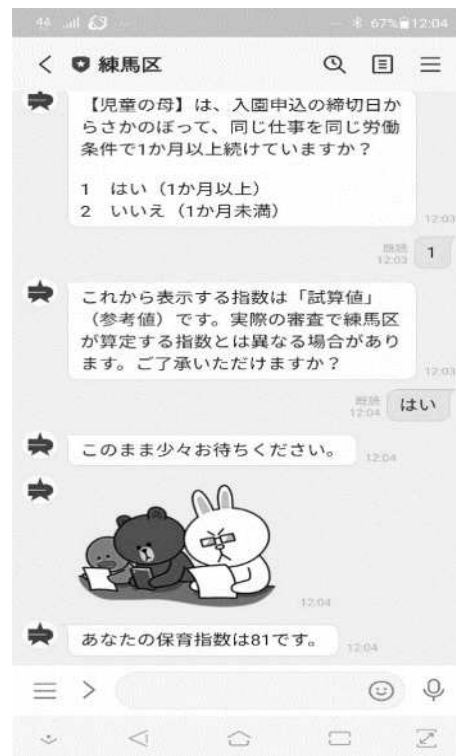 67% 12:04
練馬区
【児童の母】は、入園申込の締切日か
らさかのぼって、同じ仕事を同じ労働
条件で1か月以上続けていますか？
1 はい（1か月以上）
2 いいえ（1か月未満）
12:03
既読
12:03
1
これから表示する指数は「試算値」
（参考値）です。実際の審査で練馬区
が算定する指数とは異なる場合があり
ます。ご了承いただけますか？
12:03
既読
12:04
はい
このまま少々お待ちください。
12:04
12:04
あなたの保育指数は81です。
12:04